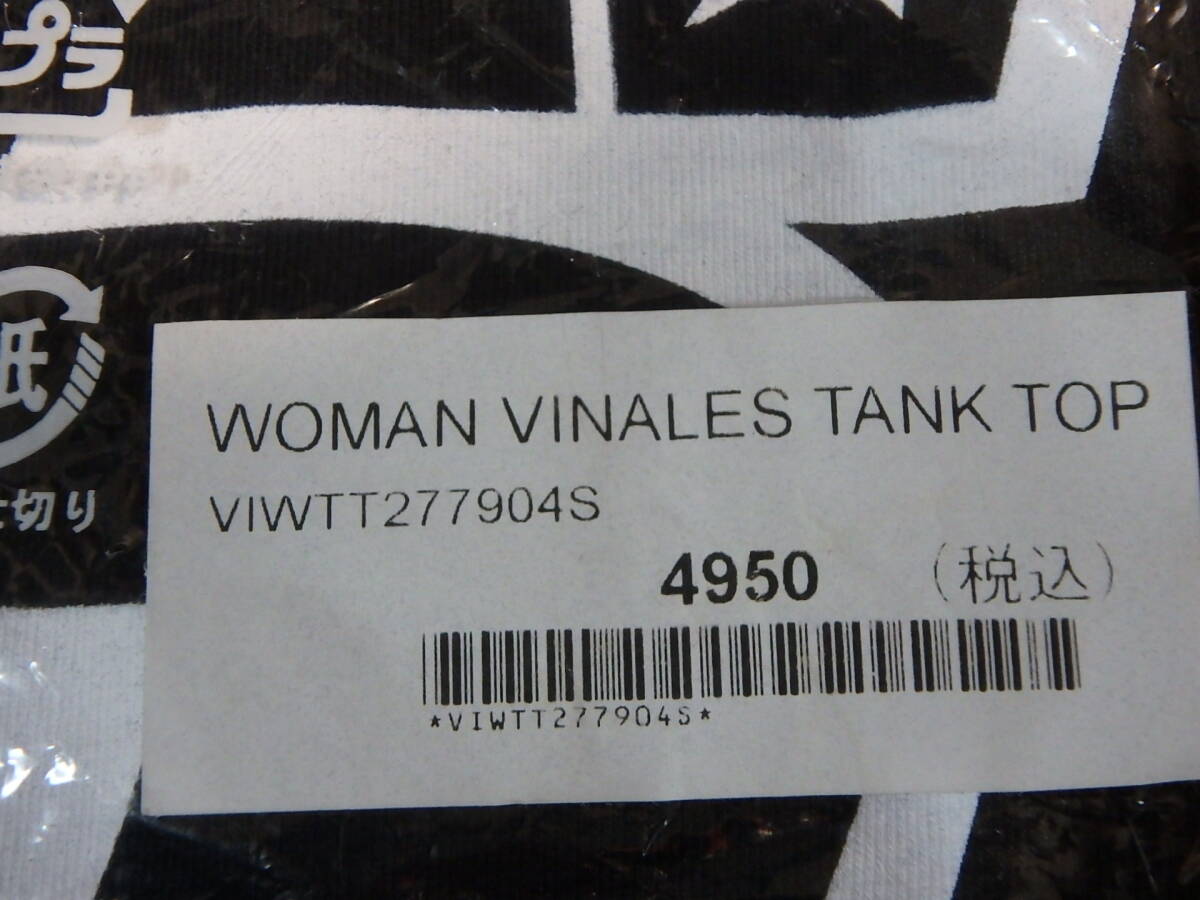 プラ
紙
切り
WOMAN VINALES TANK TOP
VIWTT277904S
4950 (税込)
*VIWTT277904S*